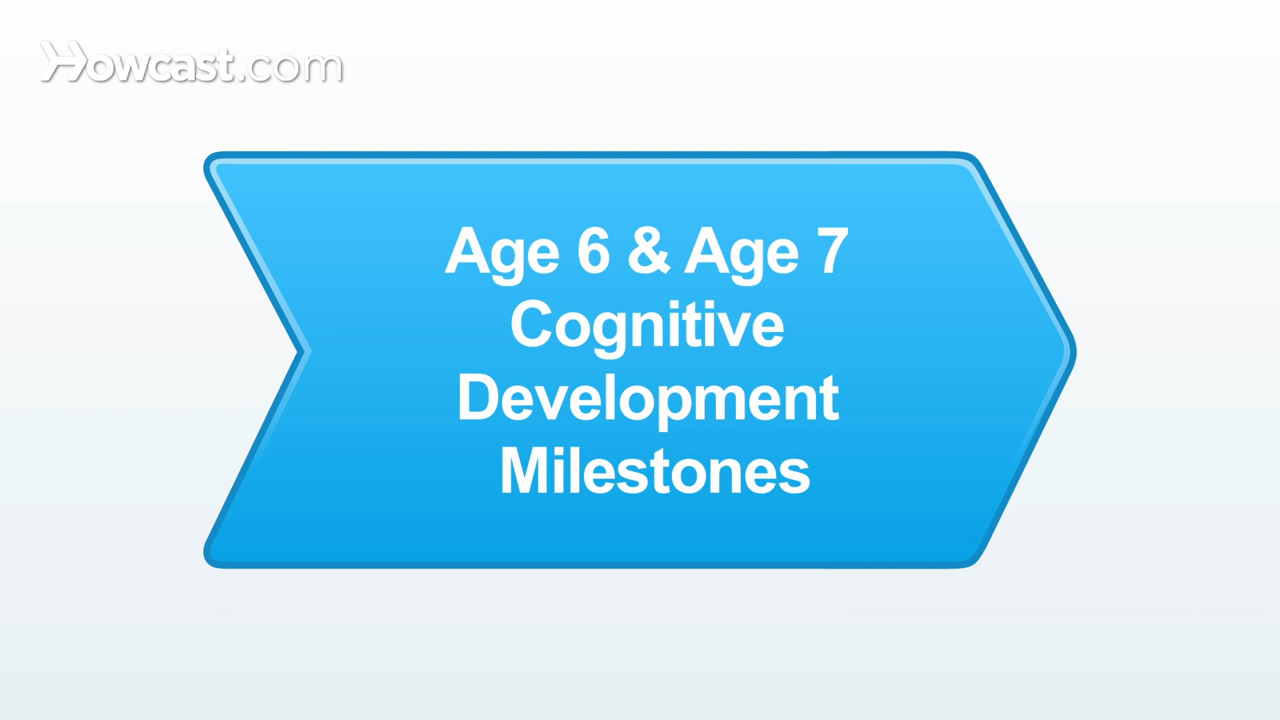 Howcast.com
Age 6 & Age 7
Cognitive
Development
Milestones